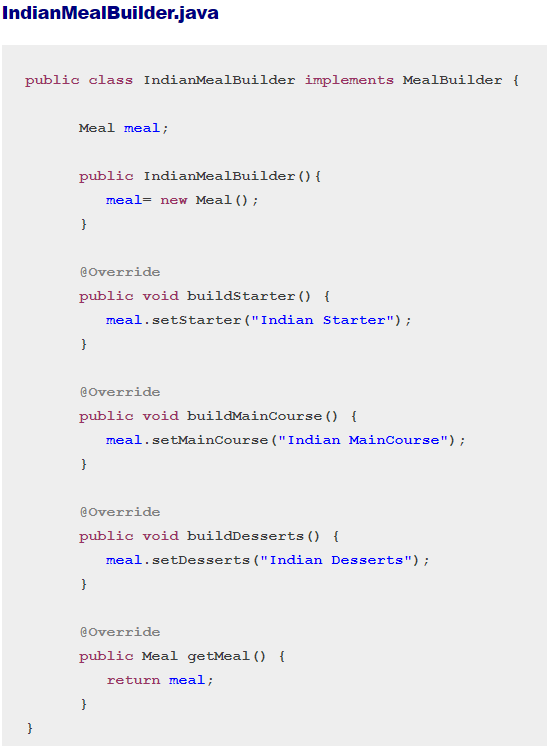 IndianMealBuilder.java
public class IndianMealBuilder implements MealBuilder {
Meal meal;
public IndianMealBuilder(){
meal= new Meal();
}
@Override
public void buildStarter() {
meal.setStarter("Indian Starter");
}
@Override
public void buildMainCourse() {
meal.setMainCourse("Indian MainCourse");
}
@Override
public void buildDesserts() {
meal.setDesserts("Indian Desserts");
}
@Override
public Meal getMeal() {
return meal;
}
}